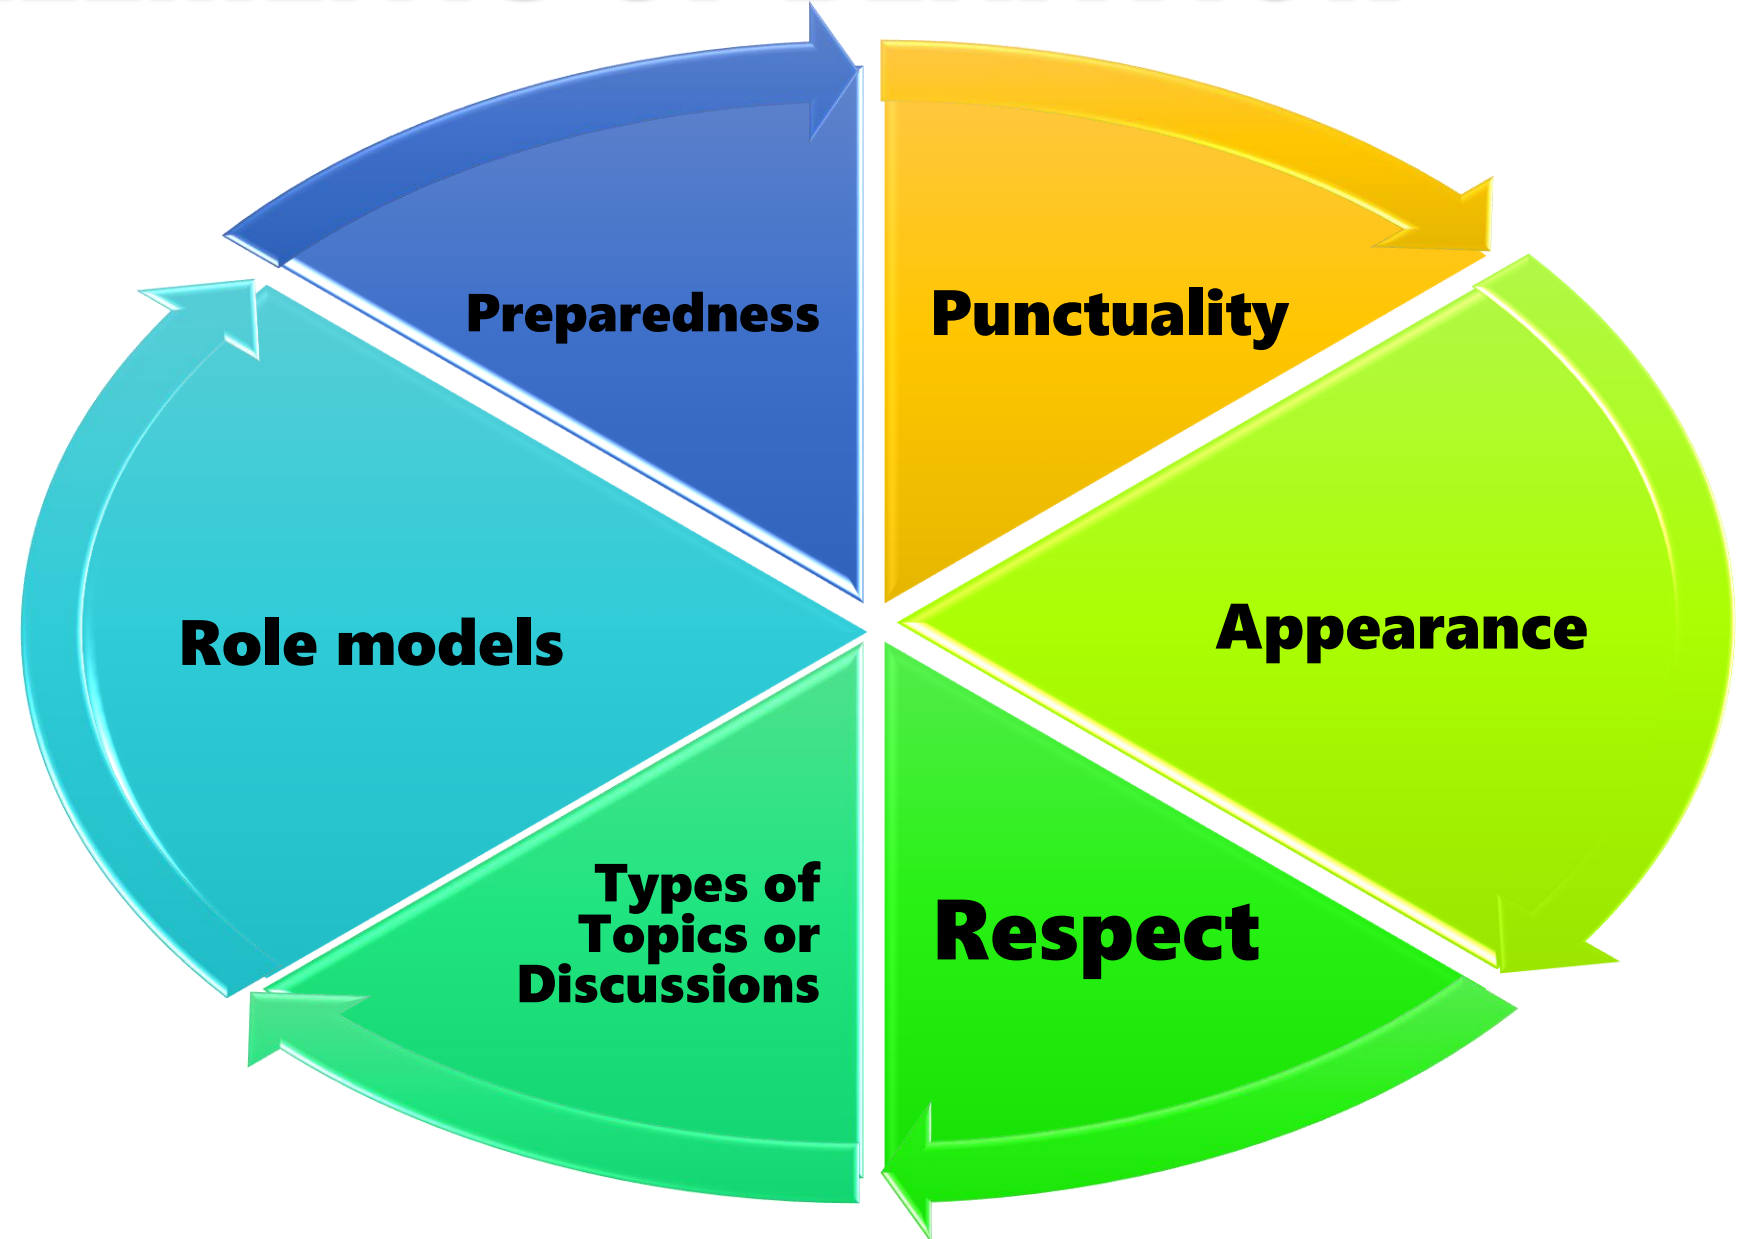 Preparedness
Punctuality
Role models
Appearance
Types of
Topics or
Discussions
Respect